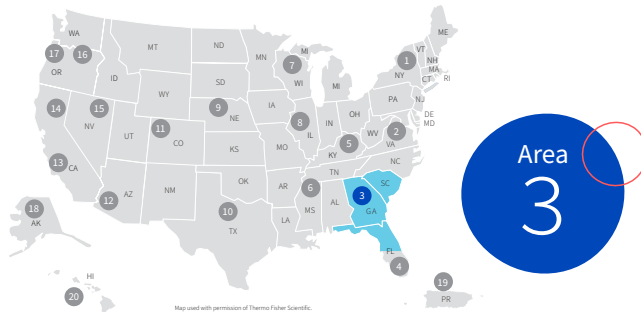 WA
MT
ND
MN
MI
VT
ME
17
16
1
NH
MA
OR
ID
SD
7
WI
MI
NY
CT
RI
WY
9
IA
PA
NJ
14
15
NE
8
OH
DE
NV
UT
11
CO
IL
IN
WV
2
MD
KS
MO
5
KY
VA
13
CA
NC
TN
12
AZ
NM
OK
AR
6
MS
AL
3
GA
SC
18
AK
10
TX
LA
FL
4
HI
20
19
PR
Map used with permission of Thermo Fisher Scientific.
Area
3